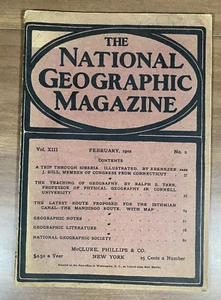 THE
NATIONAL
GEOGRAPHIC
MAGAZINE
Vol. XIII FEBRUARY, 1902 No. 2
CONTENTS
A TRIP THROUGH SIBERIA. ILLUSTRATED. BY EBENEZER
J. HILL, MEMBER OF CONGRESS FROM CONNECTICUT 37
THE TEACHING OF GEOGRAPHY. BY RALPH S. TARR,
PROFESSOR OF PHYSICAL GEOGRAPHY IN CORNELL
UNIVERSITY
THE LATEST ROUTE PROPOSED FOR THE ISTHMIAN
CANAL—THE MANDINGO ROUTE. WITH MAP
GEOGRAPHIC NOTES
GEOGRAPHIC LITERATURE
NATIONAL GEOGRAPHIC SOCIETY
McCLURE, PHILLIPS & CO.
$2.50 a Year NEW YORK 25 Cents a Number